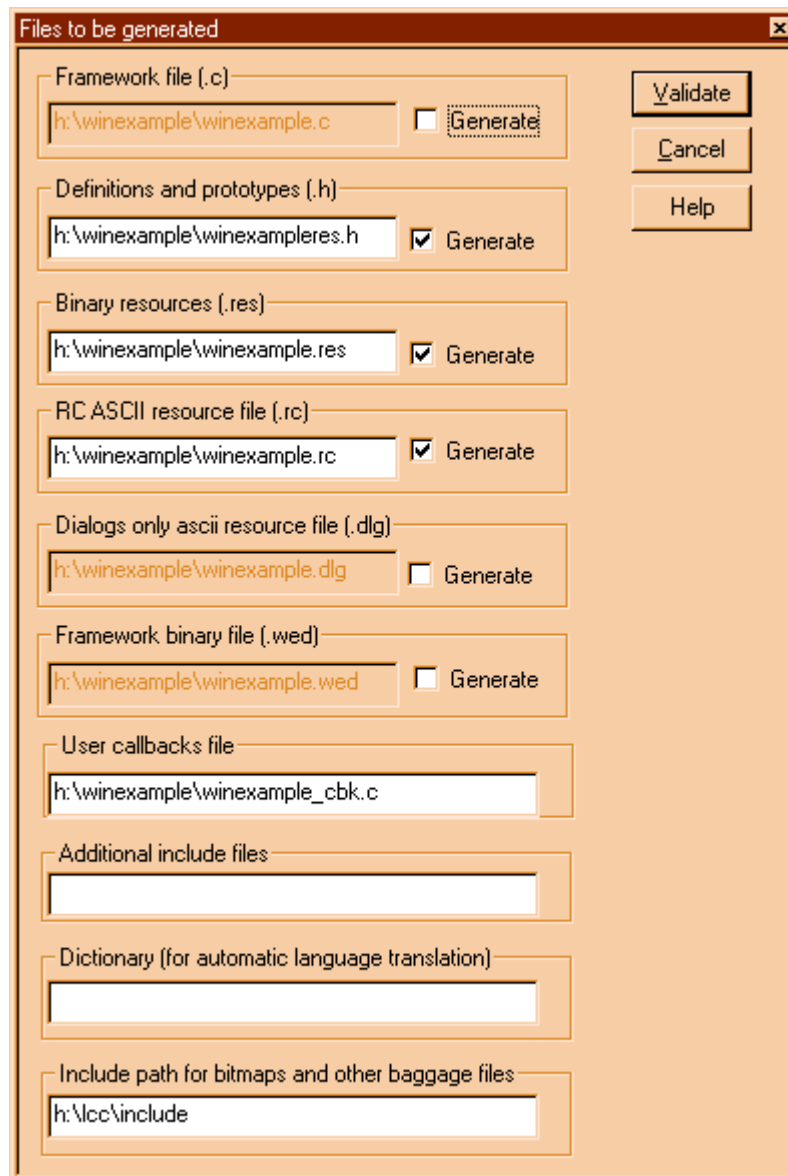 Files to be generated
Framework file (.c)
h:\winexample\winexample.c
Generate
Validate
Cancel
Definitions and prototypes (.h)
h:\winexample\winexampleres.h
Generate
Help
Binary resources (.res)
h:\winexample\winexample.res
Generate
RC ASCII resource file (.rc)
h:\winexample\winexample.rc
Generate
Dialogs only ascii resource file (.dlg)
h:\winexample\winexample.dlg
Generate
Framework binary file (.wed)
h:\winexample\winexample.wed
Generate
User callbacks file
h:\winexample\winexample_cbk.c
Additional include files
Dictionary (for automatic language translation)
Include path for bitmaps and other baggage files
h:\lcc\include